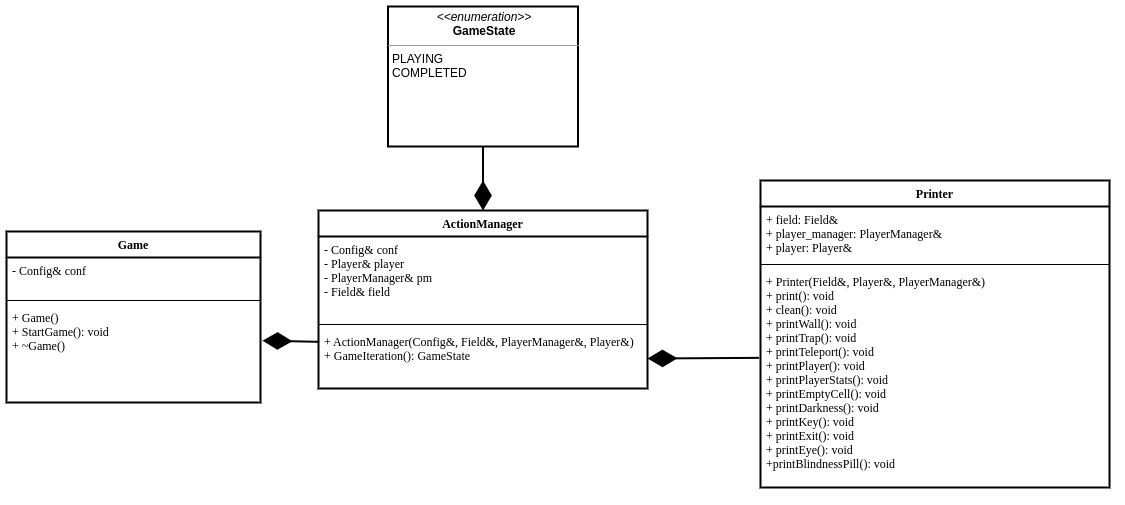 <<enumeration>>
GameState
PLAYING
COMPLETED
Game
- Config& conf
+ Game()
+ StartGame(): void
+ ~Game()
ActionManager
- Config& conf
- Player& player
- PlayerManager& pm
- Field& field
+ ActionManager(Config&, Field&, PlayerManager&, Player&)
+ GameIteration(): GameState
Printer
+ field: Field&
+ player_manager: PlayerManager&
+ player: Player&
+ Printer(Field&, Player&, PlayerManager&)
+ print(): void
+ clean(): void
+ printWall(): void
+ printTrap(): void
+ printTeleport(): void
+ printPlayer(): void
+ printPlayerStats(): void
+ printEmptyCell(): void
+ printDarkness(): void
+ printKey(): void
+ printExit(): void
+ printEye(): void
+printBlindnessPill(): void